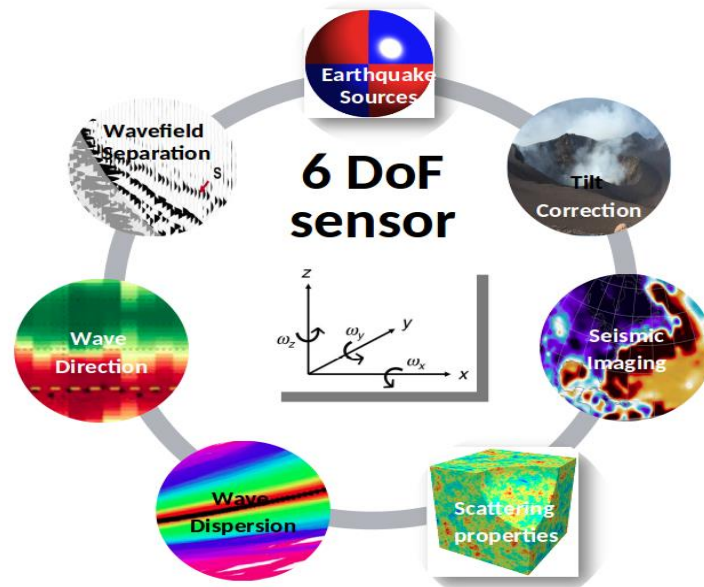 Earthquake
Sources
Wavefield
Separation
S
6 DoF
sensor
Tilt
Correction
z
y
ωz
ωy
ωx
x
Wave
Direction
Seismic
Imaging
Wave
Dispersion
Scattering
properties